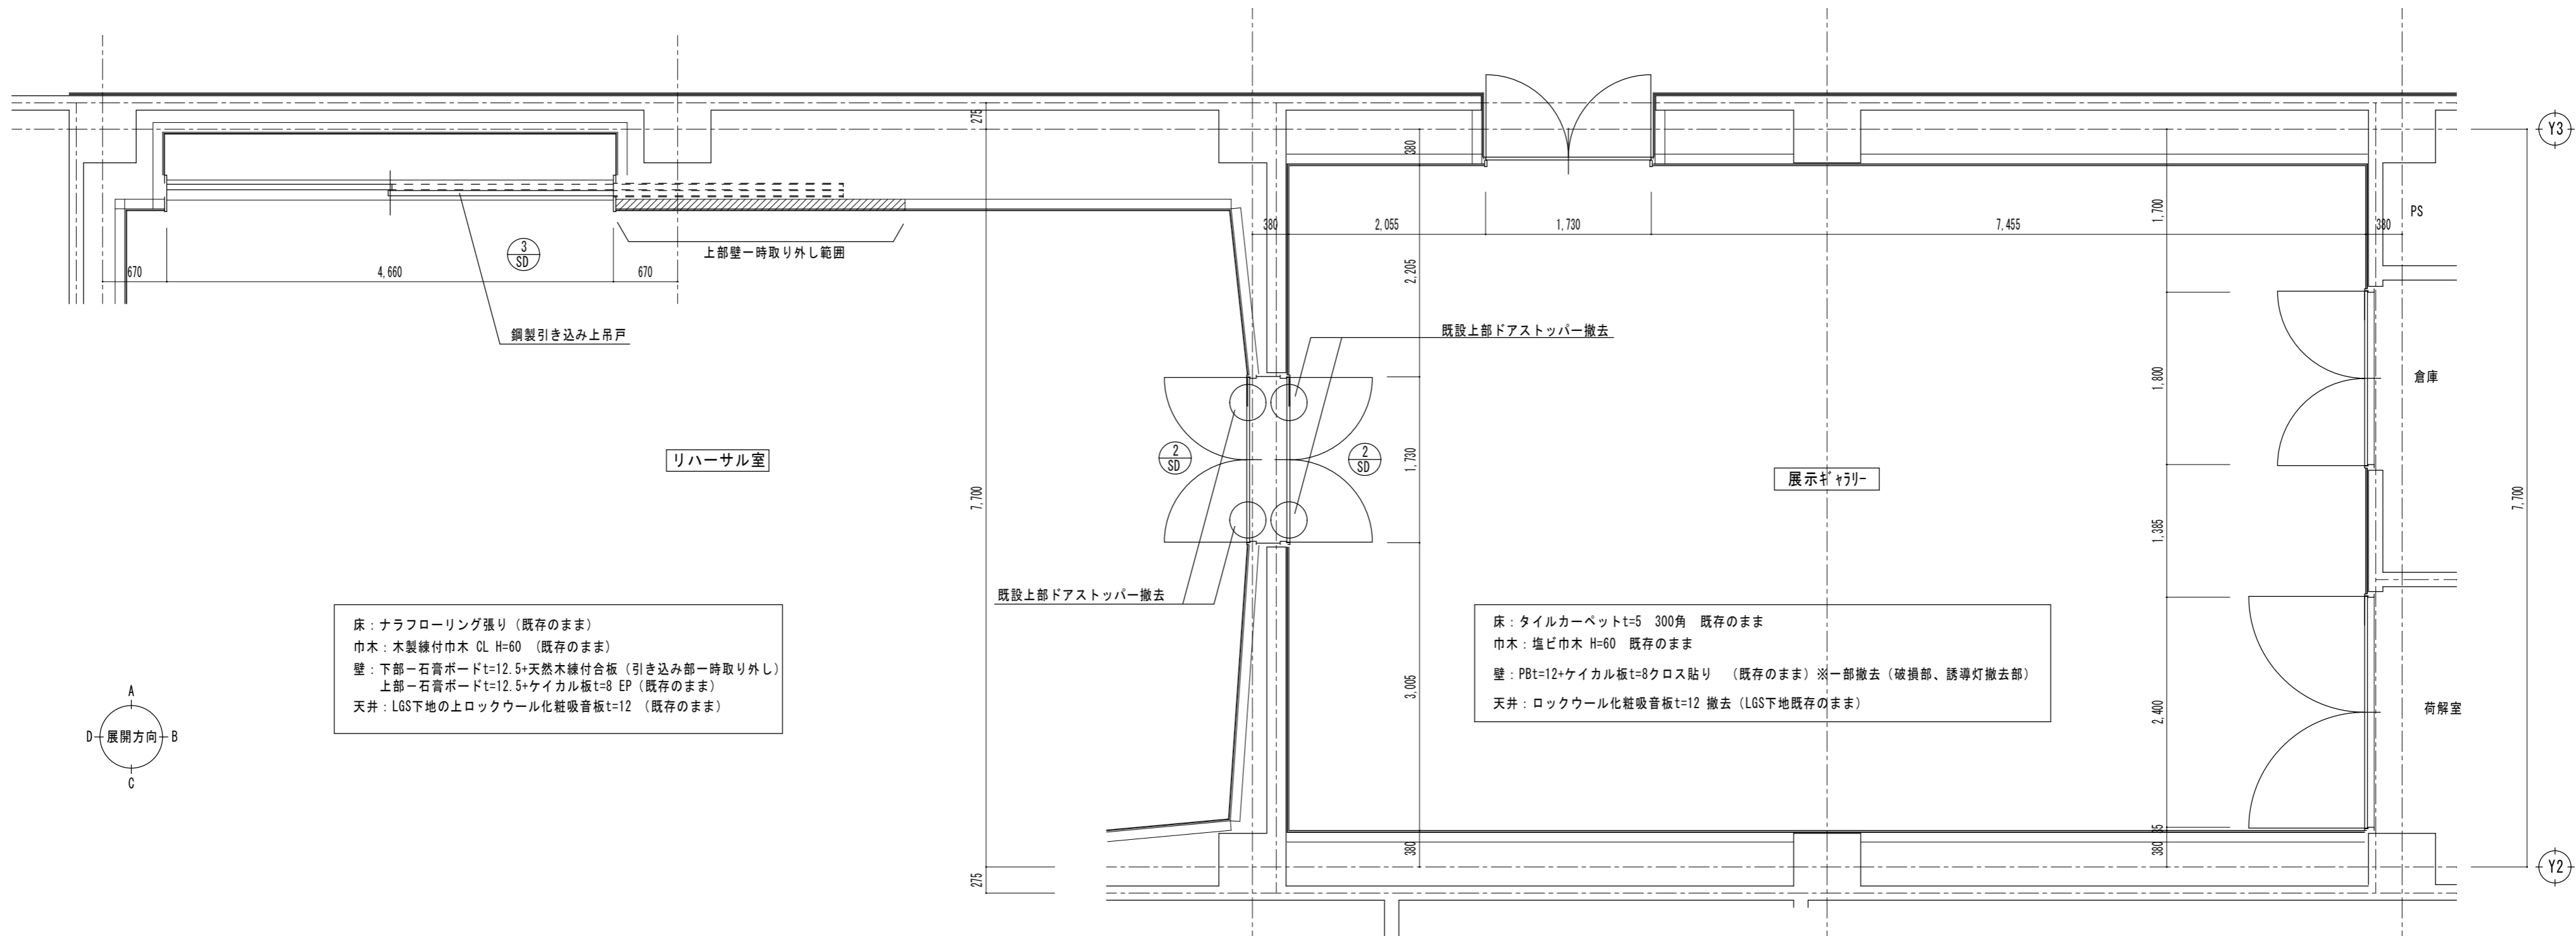 275
380
Y3
PS
1,700
380
2,055
1,730
7,455
380
3
SD
上部壁一時取り外し範囲
670
4,660
670
2,205
鋼製引き込み上吊戸
既設上部ドアストッパー撤去
1,800
倉庫
リハーサル室
2
SD
2
SD
1,730
展示ギャラリー
7,700
7,700
1,385
既設上部ドアストッパー撤去
床：ナラフローリング張り（既存のまま）
巾木：木製練付巾木 CL H=60 （既存のまま）
壁：下部－石膏ボードt=12.5+天然木練付合板（引き込み部一時取り外し）
上部－石膏ボードt=12.5+ケイカル板t=8 EP（既存のまま）
天井：LGS下地の上ロックウール化粧吸音板t=12 （既存のまま）
床：タイルカーペットt=5 300角 既存のまま
巾木：塩ビ巾木 H=60 既存のまま
壁：PBt=12+ケイカル板t=8クロス貼り （既存のまま）※一部撤去（破損部、誘導灯撤去部）
天井：ロックウール化粧吸音板t=12 撤去（LGS下地既存のまま）
3,005
2,400
荷解室
A
D 展開方向 B
C
35
380
380
275
Y2